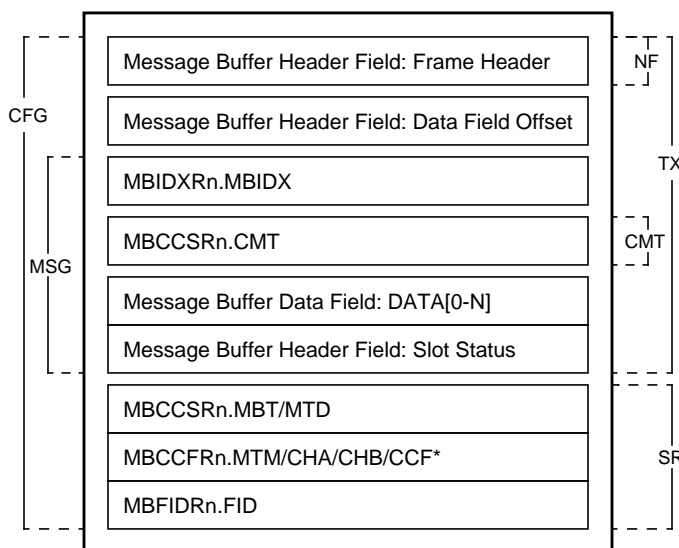 Message Buffer Header Field: Frame Header
NF
CFG
Message Buffer Header Field: Data Field Offset
TX
MBIDXRn.MBIDX
MBCCSRn.CMT
CMT
MSG
Message Buffer Data Field: DATA[0-N]
Message Buffer Header Field: Slot Status
MBCCSRn.MBT/MTD
MBCCFRn.MTM/CHA/CHB/CCF*
SR
MBFIDRn.FID